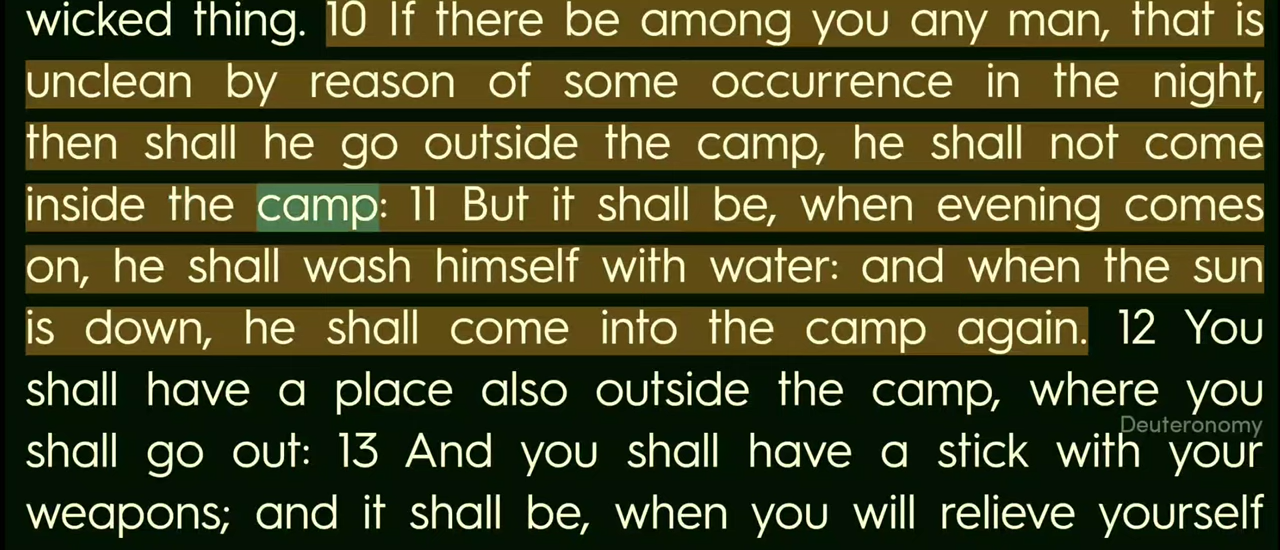 wicked thing. 10 If there be among you any man, that is
unclean by reason of some occurrence in the night,
then shall he go outside the camp, he shall not come
inside the camp: 11 But it shall be, when evening comes
on, he shall wash himself with water: and when the sun
is down, he shall come into the camp again. 12 You
shall have a place also outside the camp, where you
Deuteronomy
shall go out: 13 And you shall have a stick with your
weapons; and it shall be, when you will relieve yourself